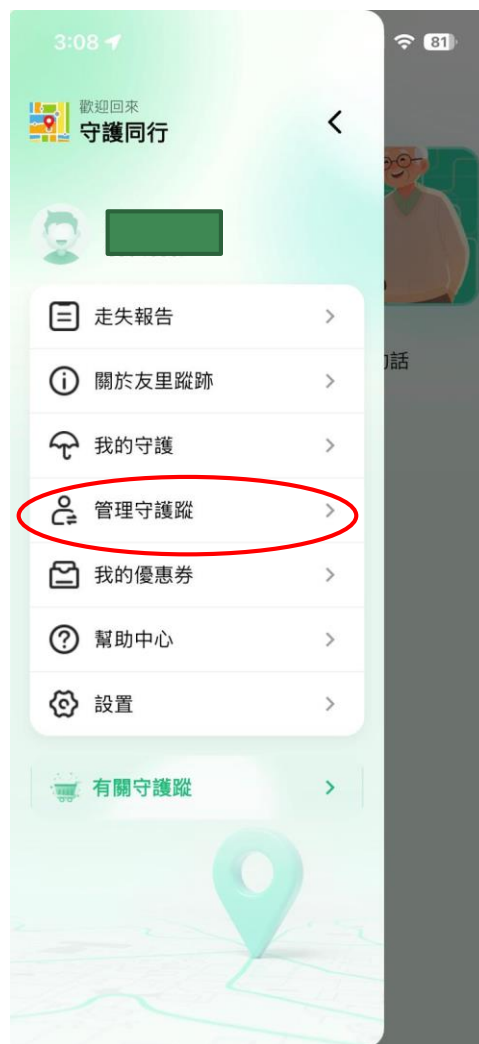 3:08
81
歡迎回來
守護同行
走失報告
關於友里蹤跡
話
我的守護
管理守護蹤
我的優惠券
幫助中心
設置
有關守護蹤